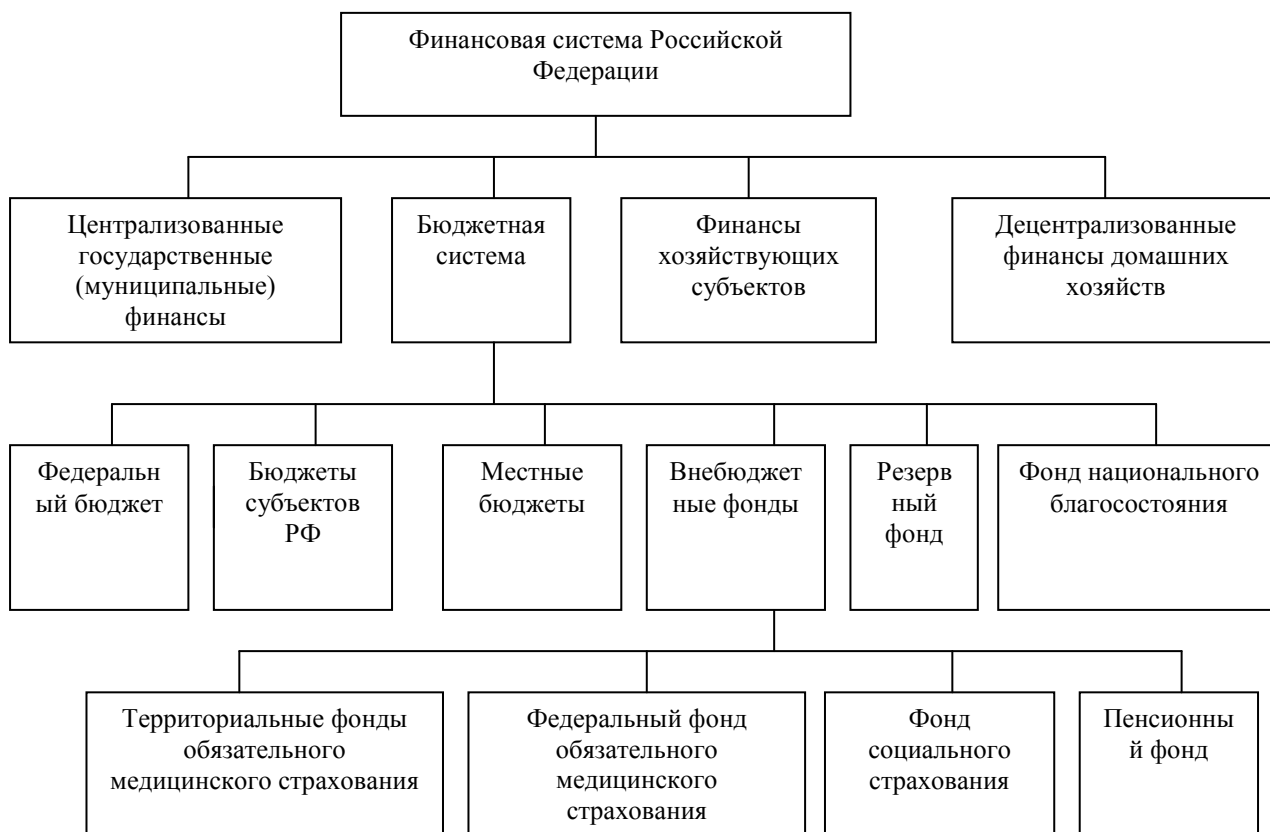 Финансовая система Российской
Федерации
Централизованные
государственные
(муниципальные)
финансы
Бюджетная
система
Финансы
хозяйствующих
субъектов
Децентрализованные
финансы домашних
хозяйств
Федеральн
ый бюджет
Бюджеты
субъектов
РФ
Местные
бюджеты
Внебюджет
ные фонды
Резерв
ный
фонд
Фонд национального
благосостояния
Территориальные фонды
обязательного
медицинского страхования
Федеральный фонд
обязательного
медицинского
страхования
Фонд
социального
страхования
Пенсионны
й фонд